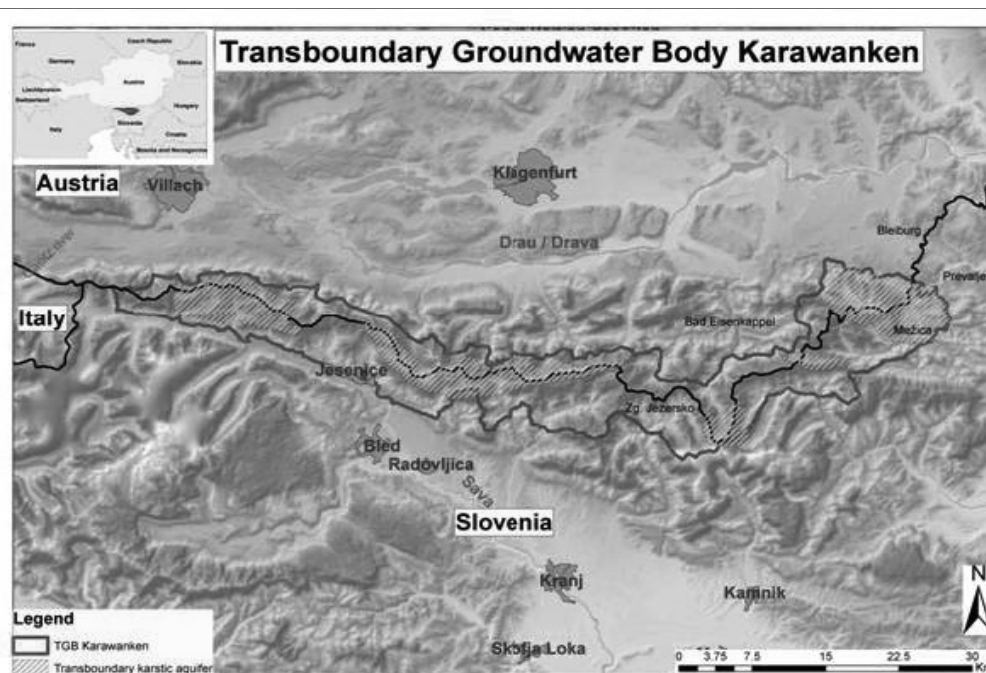 Transboundary Groundwater Body Karawanken
France
Czech Republic
Germany
Slovakia
Austria
Liechtenstein
Switzerland
Hungary
Italy
Slovenia
Croatia
Bosnia and Herzegovina
Austria
Villach
Klagenfurt
Drau / Drava
Bleiburg
Prevalje
Italy
Bad Eisenkappel
Mežica
Jesenice
Zg. Jezersko
Bled
Radovljica
Sava
Slovenia
Kranj
Kamnik
Škofja Loka
N
Legend
TGB Karawanken
Transboundary karstic aquifer
0 3.75 7.5 15 22.5 30